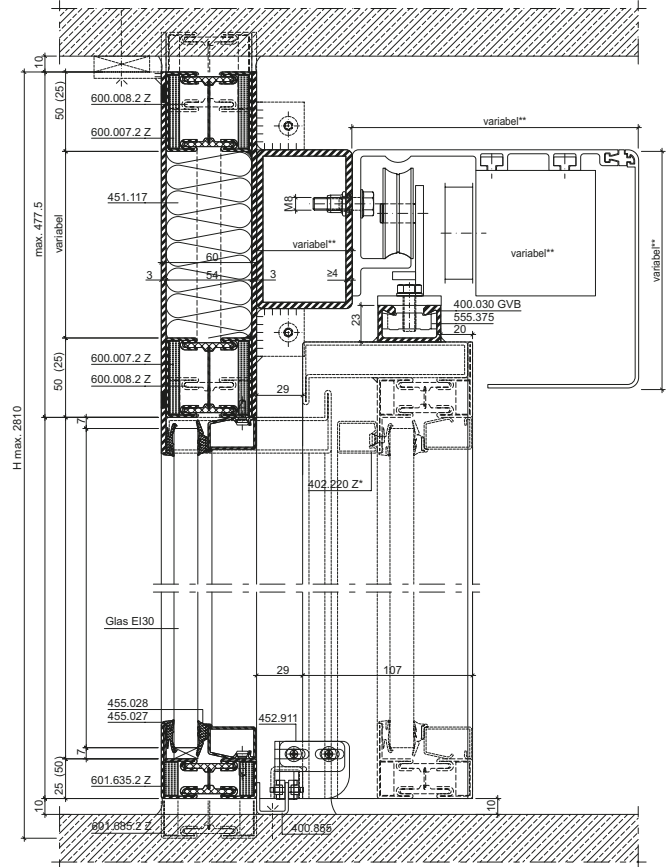 10
50 (25)
600.008.2 Z
600.007.2 Z
variabel**
451.117
M8
variabel**
variabel**
variabel**
max. 477.5
variabel
60
3
54
3
≥4
23
400.030 GVB
555.375
20
50 (25)
600.007.2 Z
600.008.2 Z
29
7
H max. 2810
402.220 Z*
Glas EI30
29
107
455.028
455.027
452.911
7
25 (50)
601.635.2 Z
10
10
601.685.2 Z
400.865